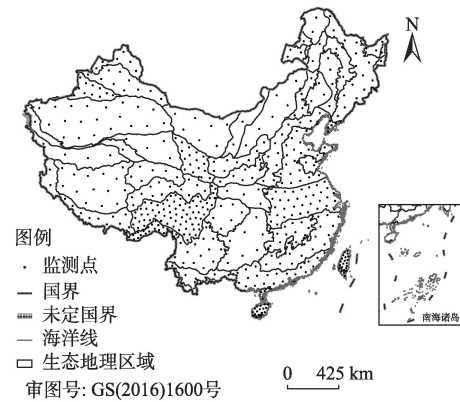 N
图例
监测点
国界
未定国界
海洋线
生态地理区域
审图号: GS(2016)1600号
0 425 km
南海诸岛